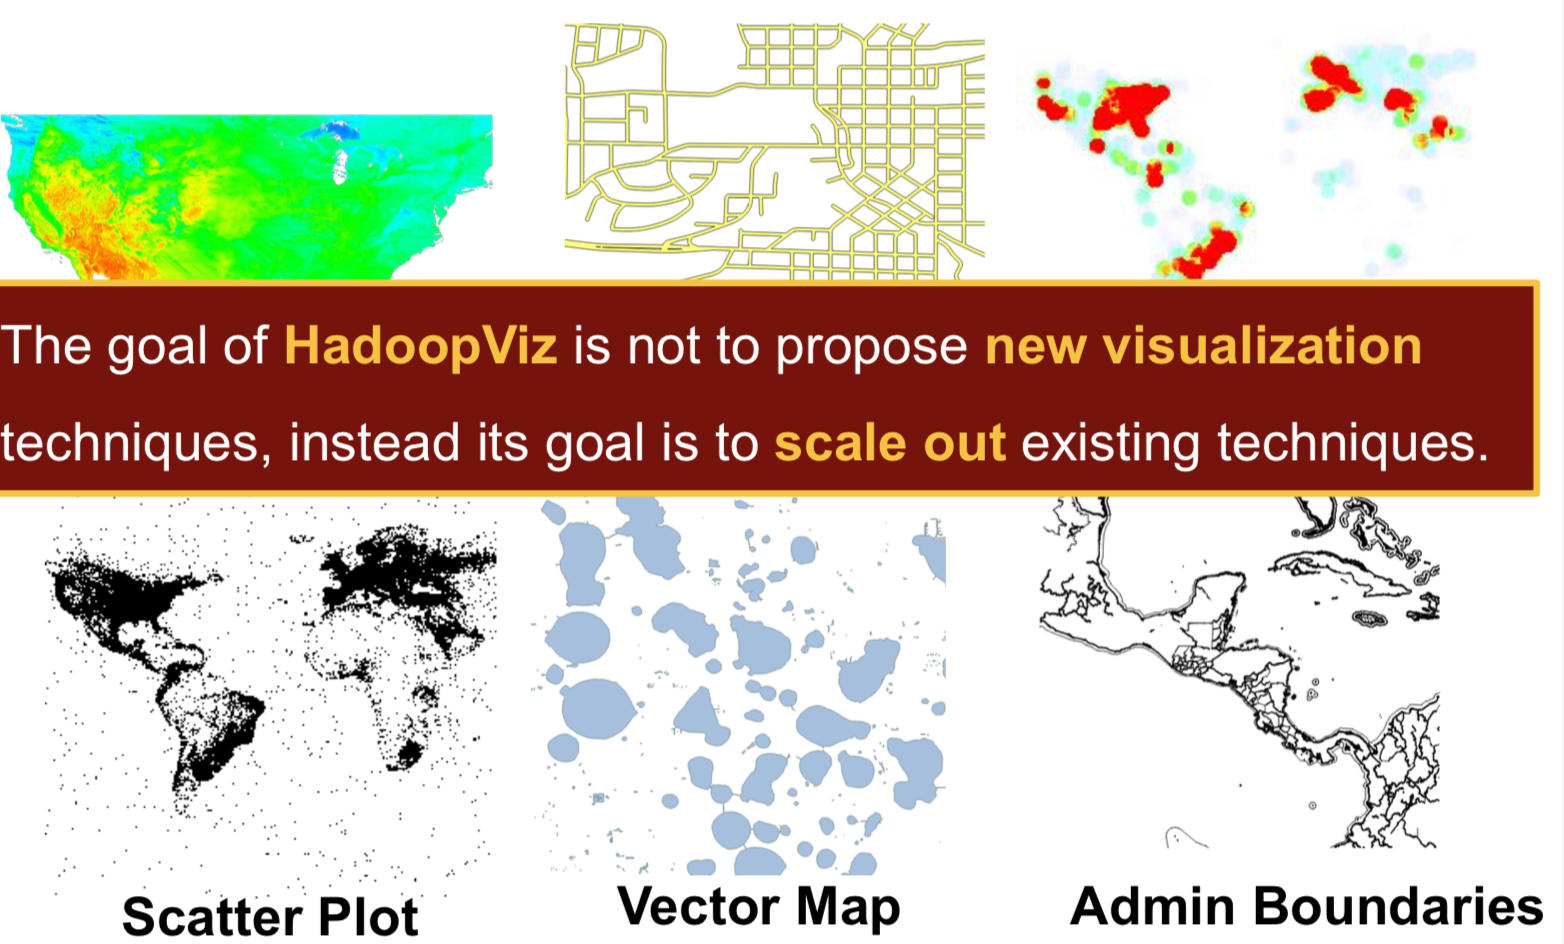 The goal of HadoopViz is not to propose new visualization
techniques, instead its goal is to scale out existing techniques.
Scatter Plot
Vector Map
Admin Boundaries